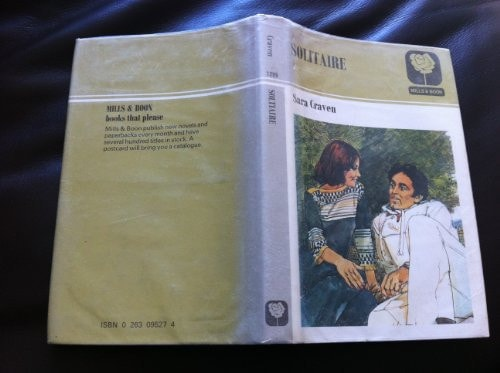 MILLS & BOON
books that please
Mills & Boon publish new novels and
paperbacks every month and have
several hundred titles in stock. A
postcard will bring you a catalogue.
ISBN 0 263 09527 4
Craven
SOLITAIRE
SOLITAIRE
Sara Craven
MILLS & BOON